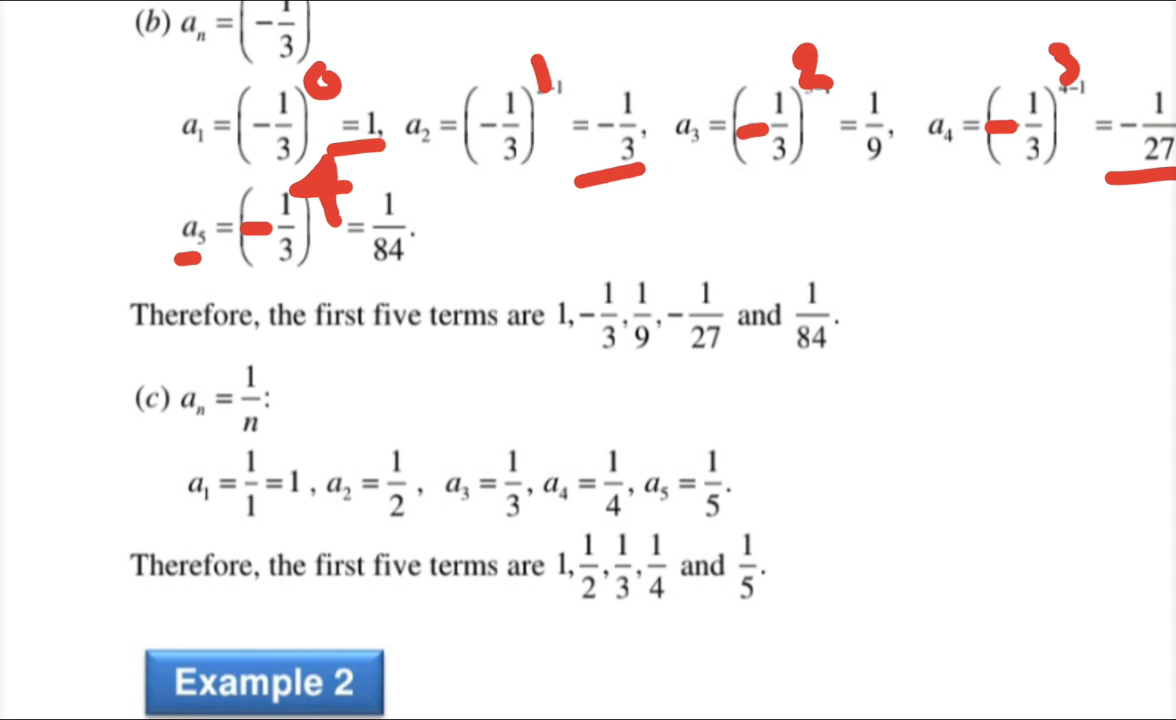 (b) aₙ = (−1/3)
a₁ = (−1/3)⁰ = 1, a₂ = (−1/3)¹ = −1/3, a₃ = (−1/3)² = 1/9, a₄ = (−1/3)³ ⁴⁻¹ = −1/27
a₅ = (−1/3)⁴ = 1/84.
Therefore, the first five terms are 1, −1/3, 1/9, −1/27 and 1/84.
(c) aₙ = 1/n:
a₁ = 1/1 = 1, a₂ = 1/2, a₃ = 1/3, a₄ = 1/4, a₅ = 1/5.
Therefore, the first five terms are 1, 1/2, 1/3, 1/4 and 1/5.
Example 2